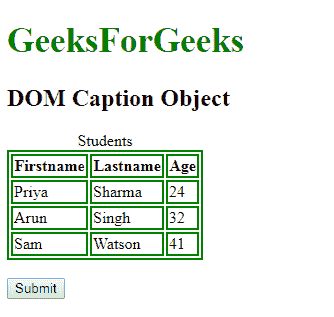 GeeksForGeeks
DOM Caption Object
Students
Firstname Lastname Age
Priya Sharma 24
Arun Singh 32
Sam Watson 41
Submit